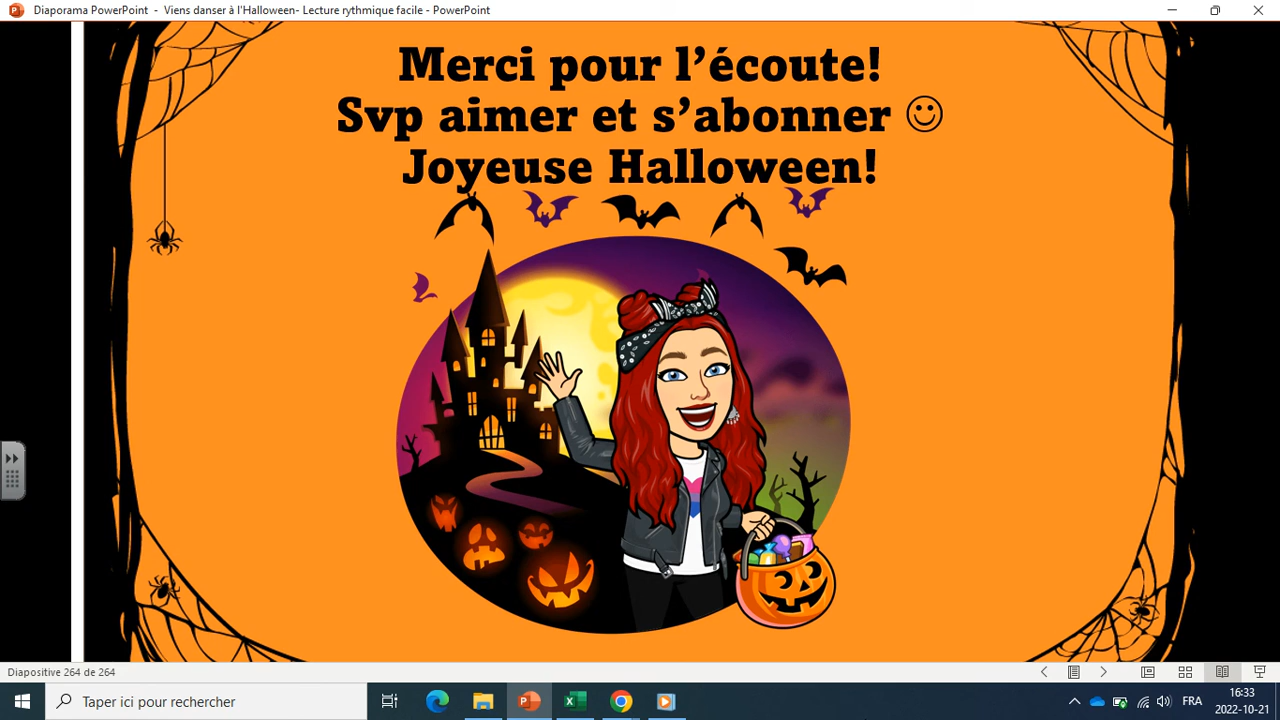 Diaporama PowerPoint - Viens danser à l'Halloween- Lecture rythmique facile - PowerPoint
Merci pour l’écoute!
Svp aimer et s’abonner ☺
Joyeuse Halloween!
Diapositive 264 de 264
Taper ici pour rechercher
FRA
16:33
2022-10-21